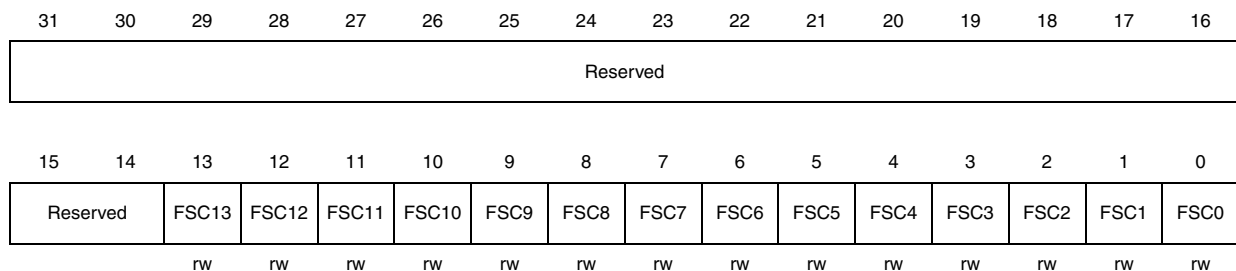 31 30 29 28 27 26 25 24 23 22 21 20 19 18 17 16
Reserved
15 14 13 12 11 10 9 8 7 6 5 4 3 2 1 0
Reserved FSC13 FSC12 FSC11 FSC10 FSC9 FSC8 FSC7 FSC6 FSC5 FSC4 FSC3 FSC2 FSC1 FSC0
rw rw rw rw rw rw rw rw rw rw rw rw rw rw